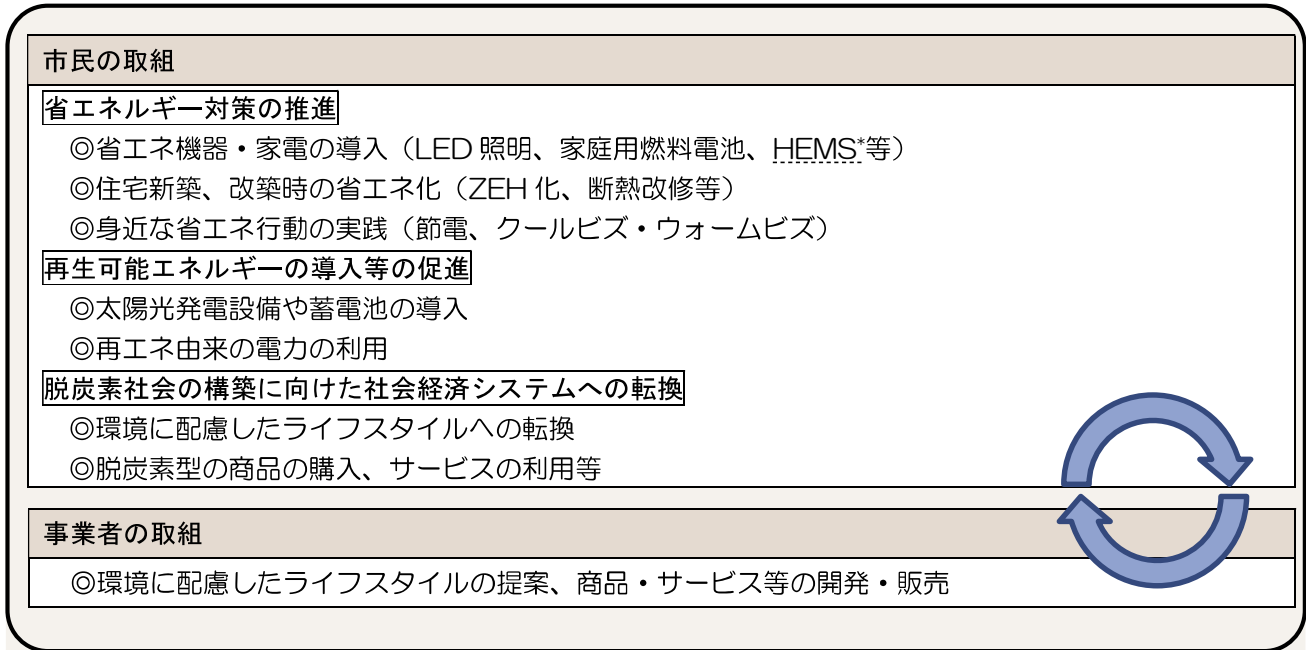 市民の取組
省エネルギー対策の推進
◎省エネ機器・家電の導入（LED 照明、家庭用燃料電池、HEMS*等）
◎住宅新築、改築時の省エネ化（ZEH 化、断熱改修等）
◎身近な省エネ行動の実践（節電、クールビズ・ウォームビズ）
再生可能エネルギーの導入等の促進
◎太陽光発電設備や蓄電池の導入
◎再エネ由来の電力の利用
脱炭素社会の構築に向けた社会経済システムへの転換
◎環境に配慮したライフスタイルへの転換
◎脱炭素型の商品の購入、サービスの利用等
事業者の取組
◎環境に配慮したライフスタイルの提案、商品・サービス等の開発・販売